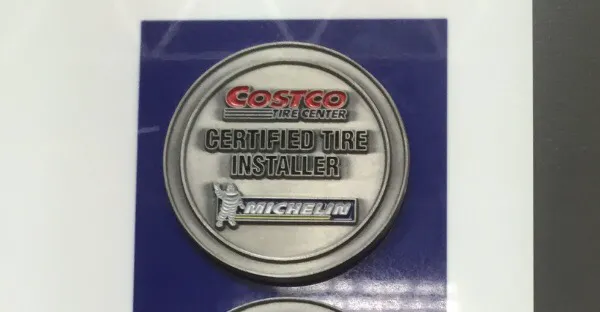 COSTCO
TIRE CENTER
CERTIFIED TIRE
INSTALLER
MICHELIN